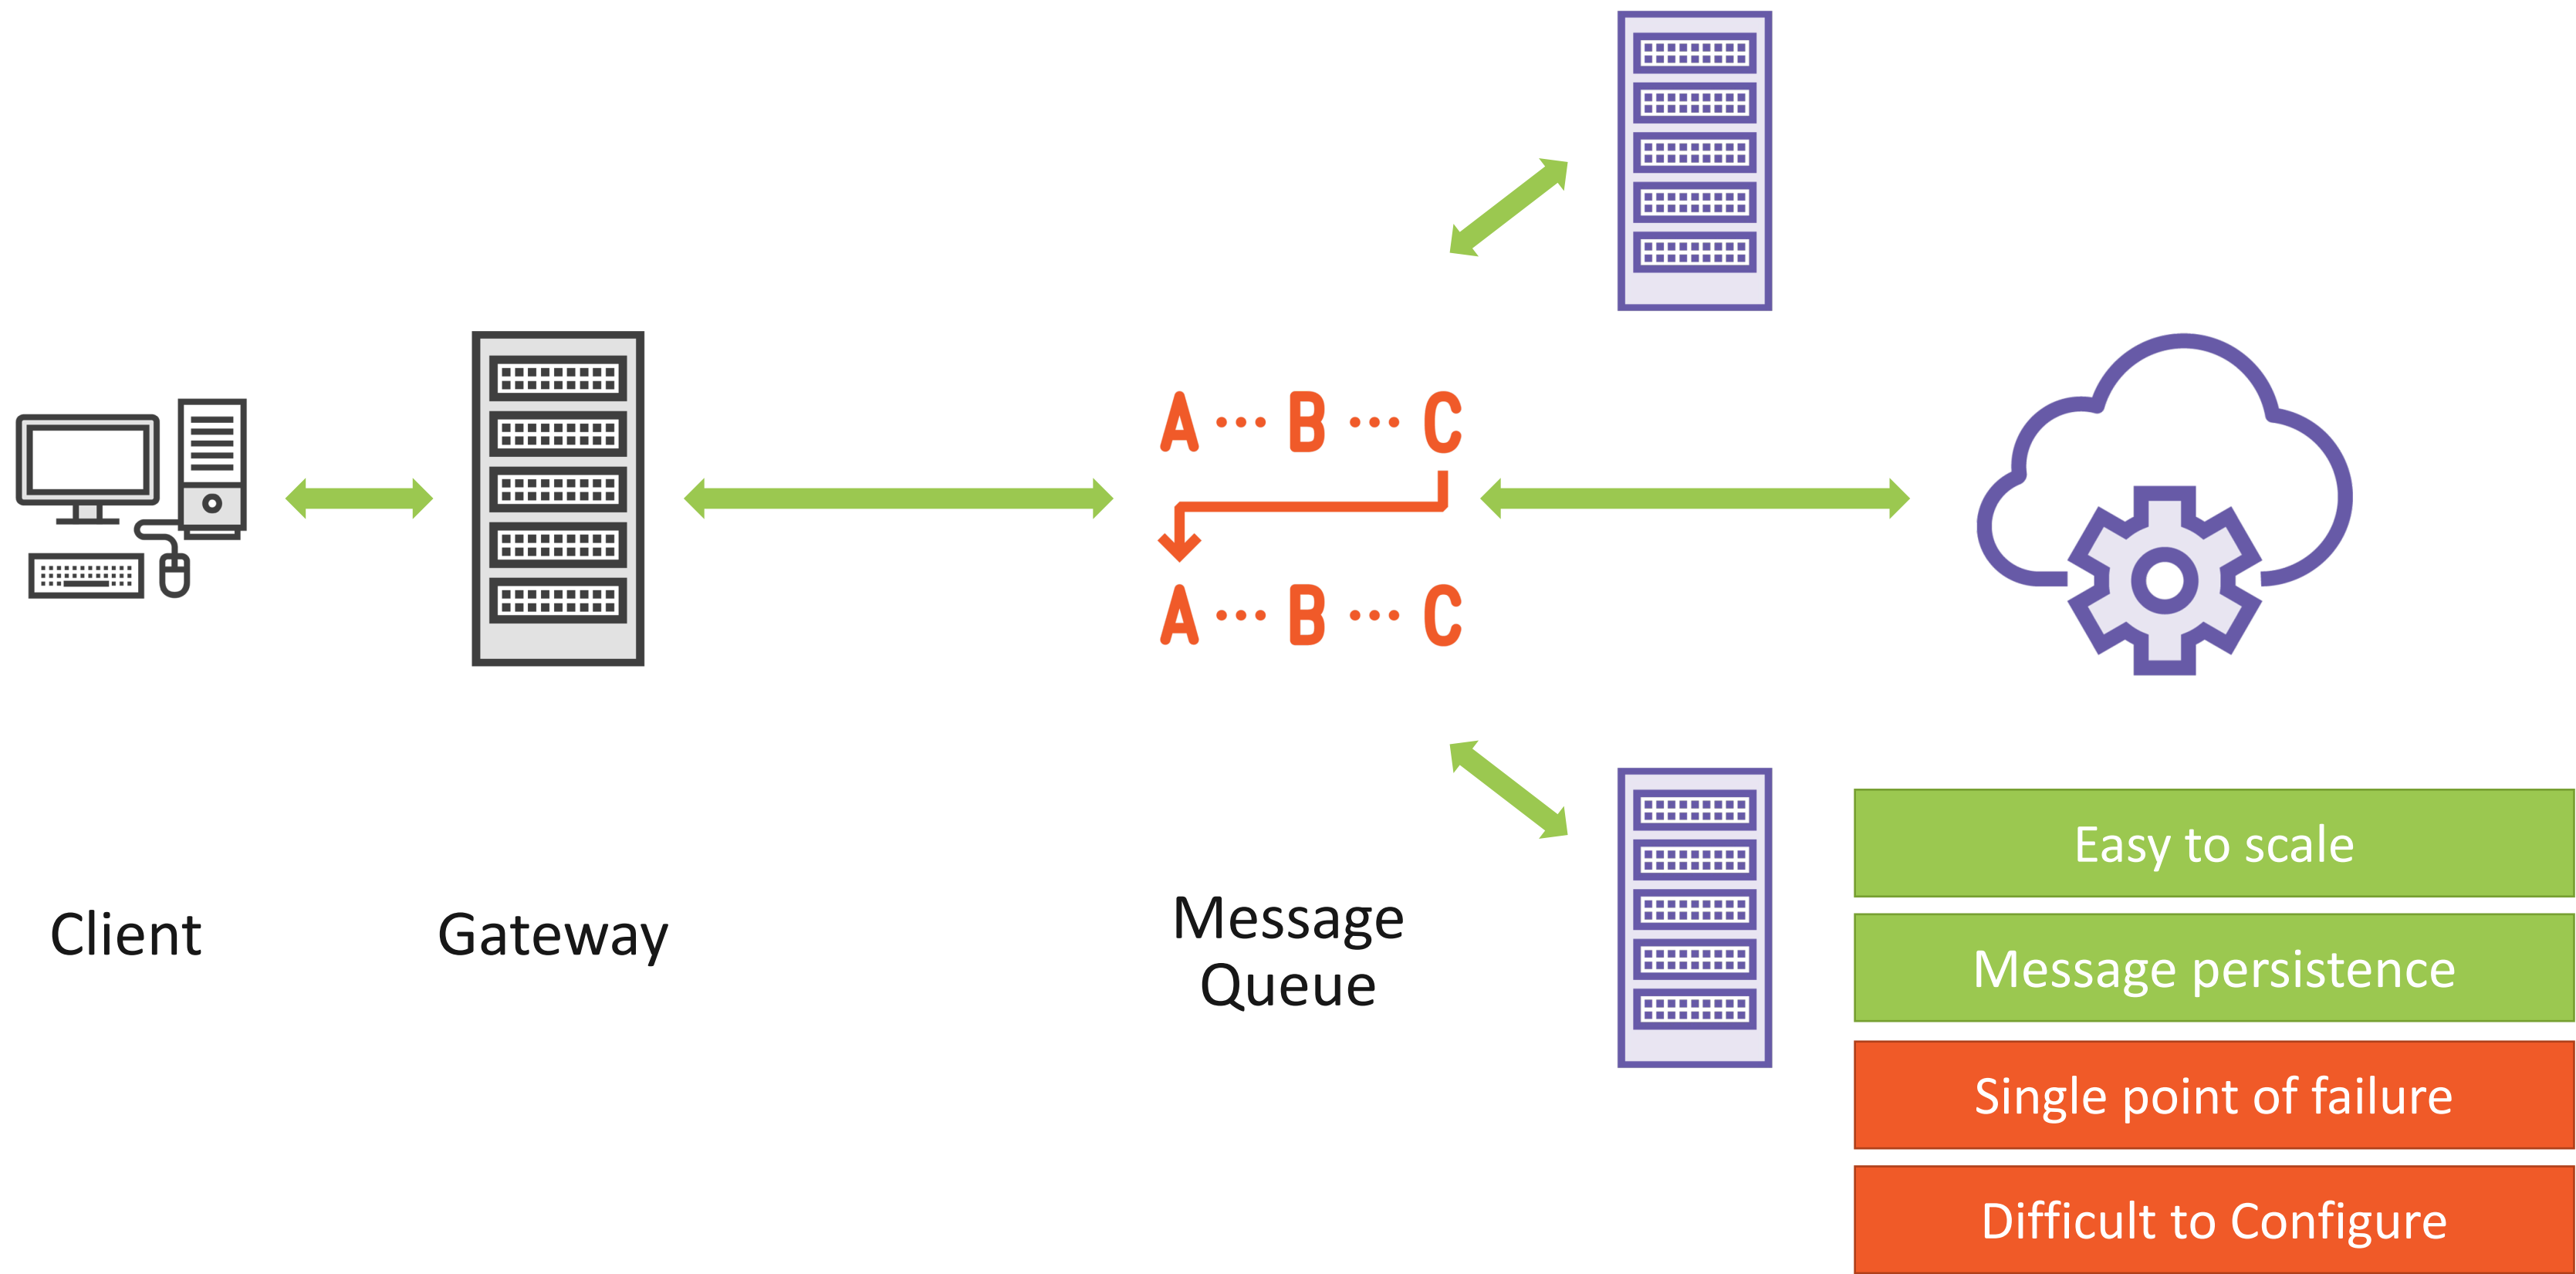 A ... B ... C
A ... B ... C
Client
Gateway
Message
Queue
Easy to scale
Message persistence
Single point of failure
Difficult to Configure